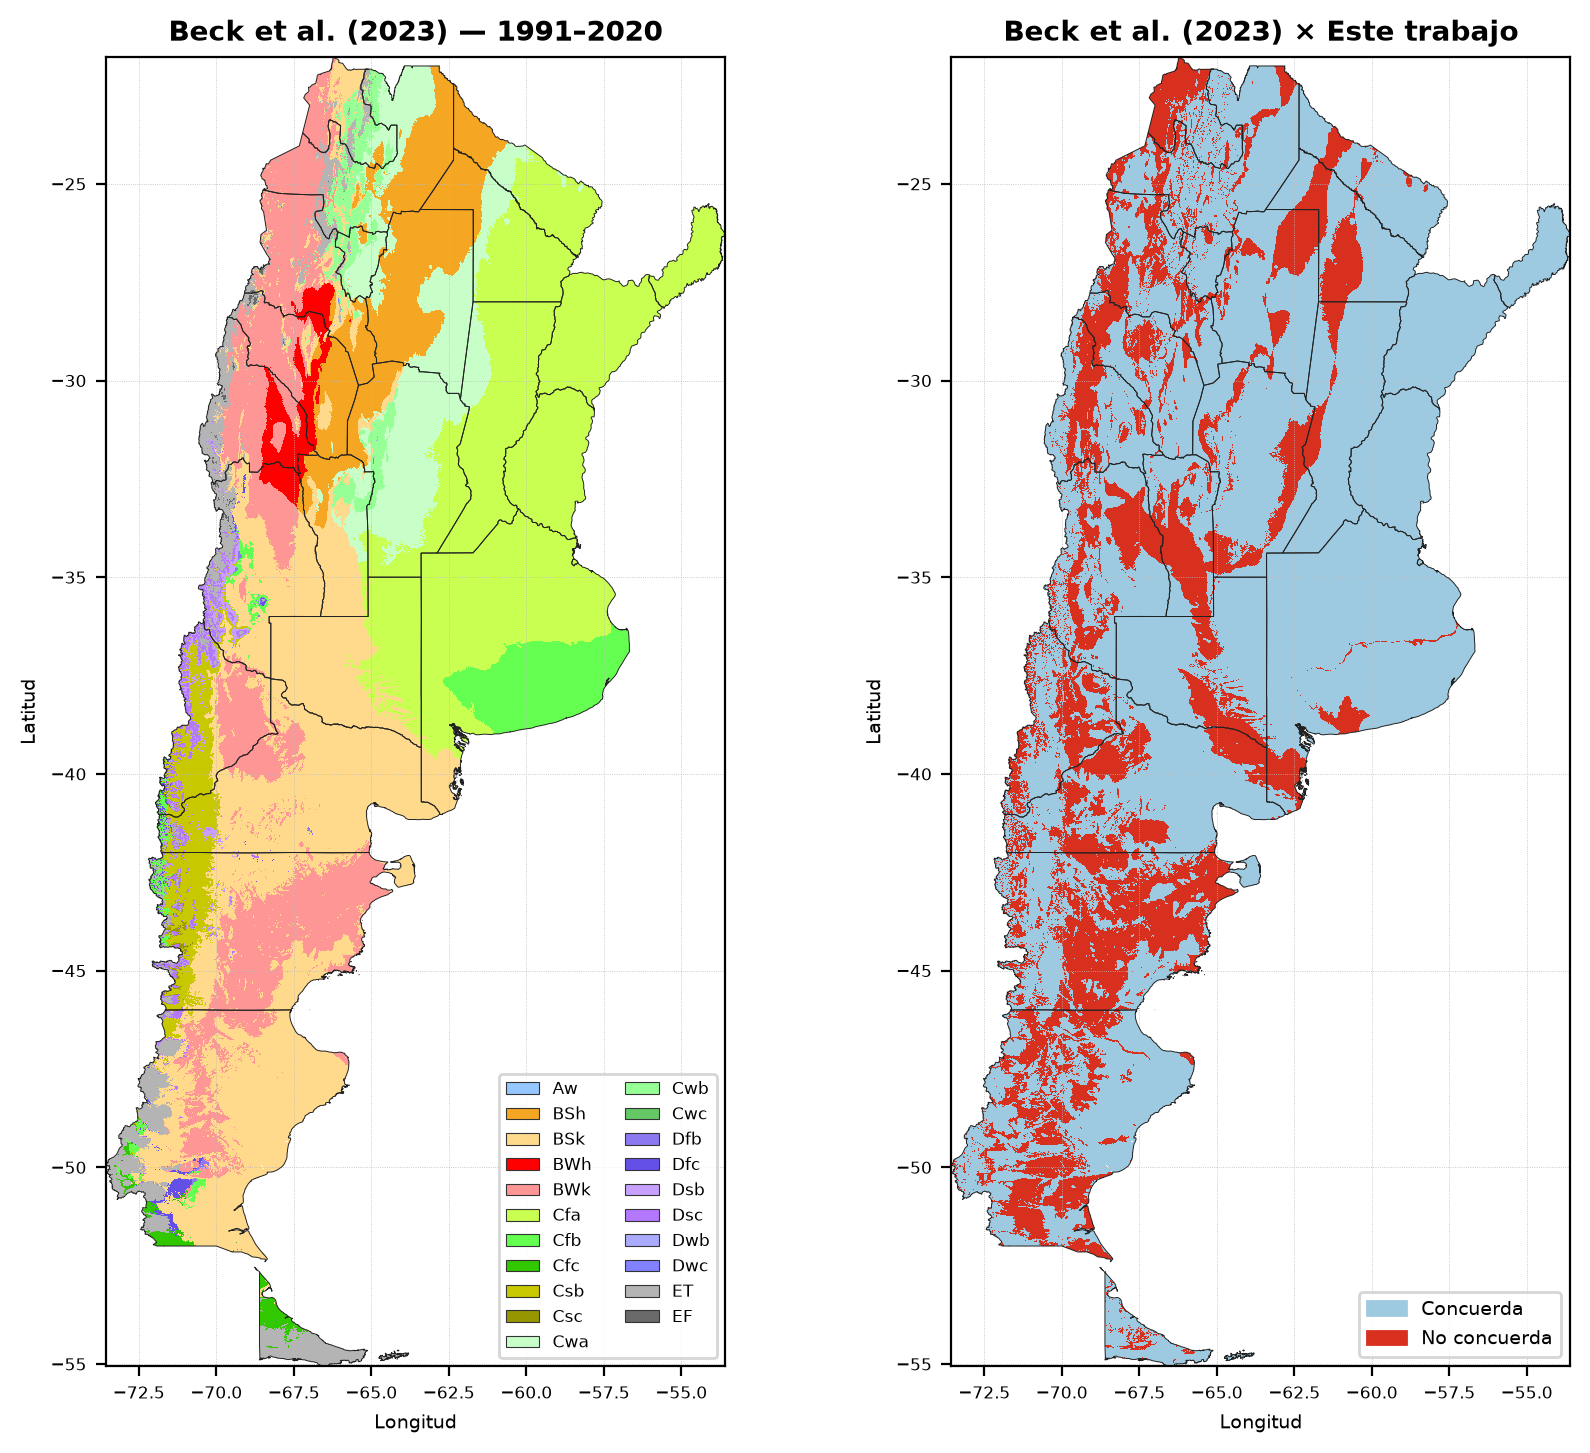 Beck et al. (2023) — 1991–2020
Latitud
−25
−30
−35
−40
−45
−50
−55
−72.5
−70.0
−67.5
−65.0
−62.5
−60.0
−57.5
−55.0
Longitud
Aw
BSh
BSk
BWh
BWk
Cfa
Cfb
Cfc
Csb
Csc
Cwa
Cwb
Cwc
Dfb
Dfc
Dsb
Dsc
Dwb
Dwc
ET
EF
Beck et al. (2023) × Este trabajo
Latitud
−25
−30
−35
−40
−45
−50
−55
−72.5
−70.0
−67.5
−65.0
−62.5
−60.0
−57.5
−55.0
Longitud
Concuerda
No concuerda